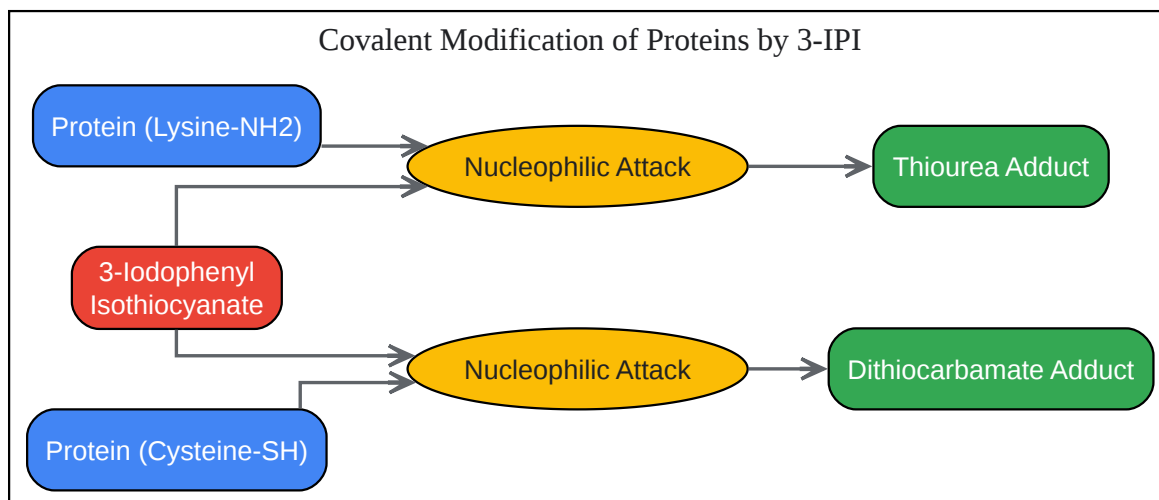 Covalent Modification of Proteins by 3-IPI
Protein (Lysine-NH2)
Nucleophilic Attack
Thiourea Adduct
3-Iodophenyl
Isothiocyanate
Nucleophilic Attack
Dithiocarbamate Adduct
Protein (Cysteine-SH)